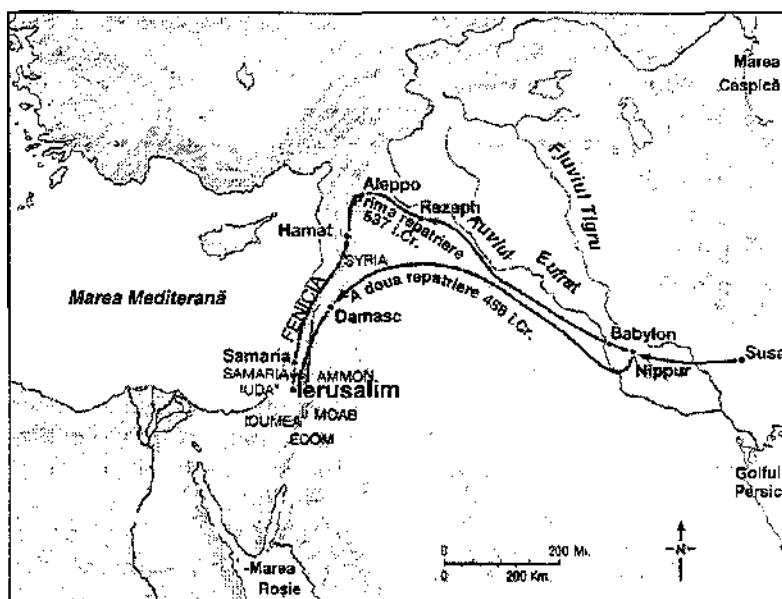 Marea
Caspică
Fluviul Tigru
Aleppo
Rezeph
Prima repatriere
537 î.Cr.
Hamat
Fluviul
Eufrat
SYRIA
FENICIA
Marea Mediterană
A doua repatriere 458 î.Cr.
Damasc
Babylon
Susa
Nippur
Samaria
SAMARIA
AMMON
"IUDA"
Ierusalim
IDUMEA
MOAB
EDOM
Golful
Persic
Marea
Roșie
0 200 Mi.
0 200 Km.
N